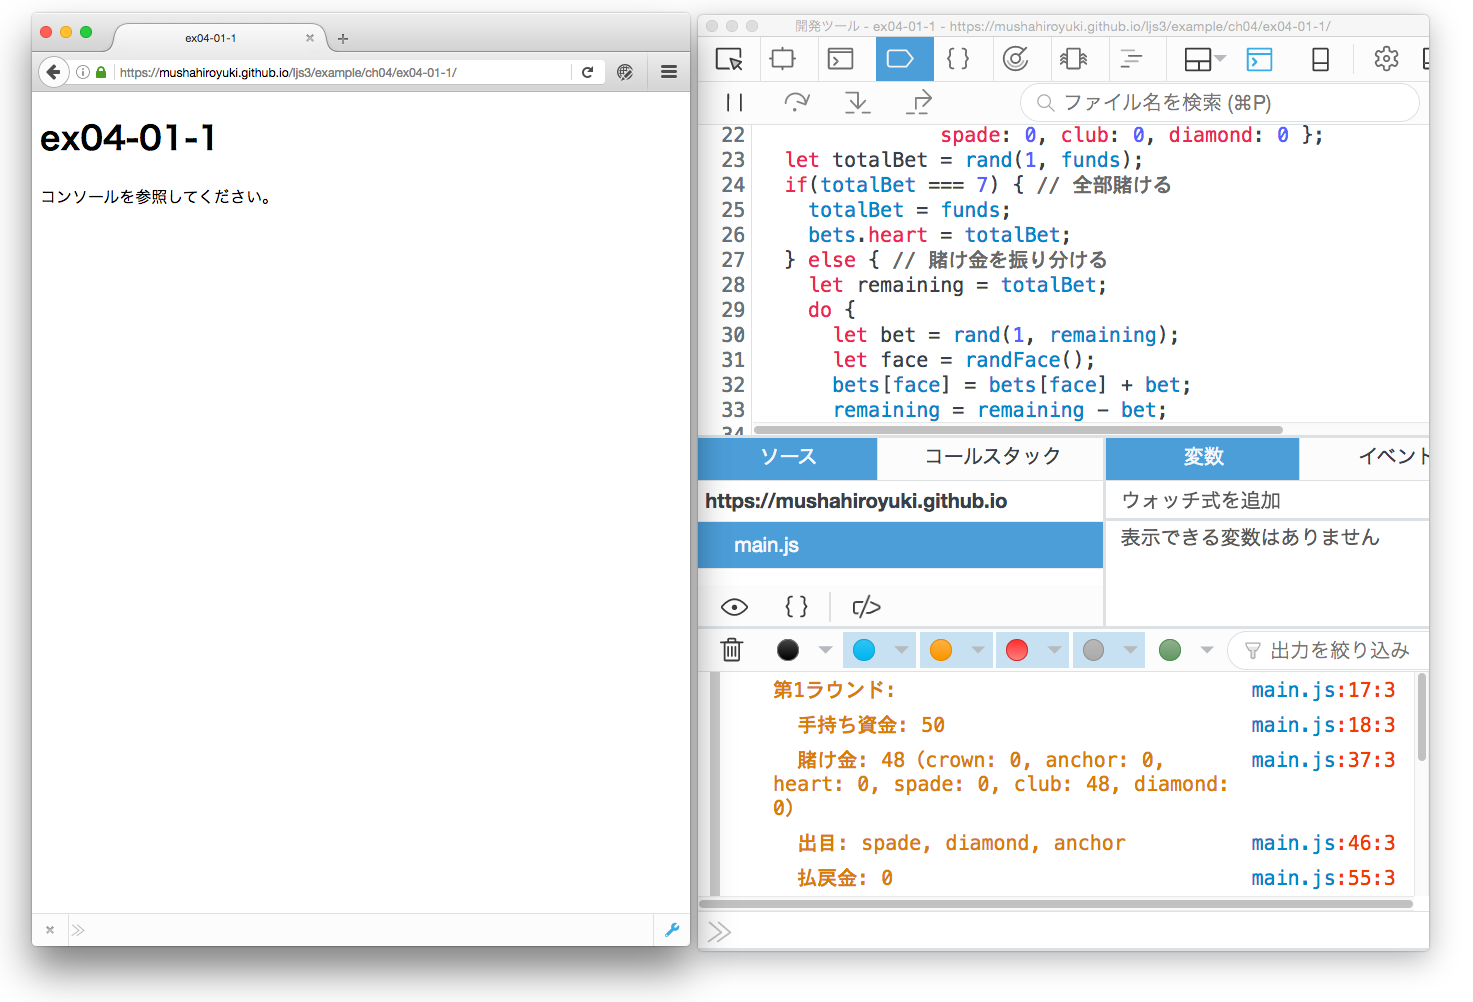 ex04-01-1
https://mushahiroyuki.github.io/ljs3/example/ch04/ex04-01-1/
ex04-01-1
コンソールを参照してください。
開発ツール - ex04-01-1 - https://mushahiroyuki.github.io/ljs3/example/ch04/ex04-01-1/
ファイル名を検索 (⌘P)
22 spade: 0, club: 0, diamond: 0 };
23 let totalBet = rand(1, funds);
24 if(totalBet === 7) { // 全部賭ける
25 totalBet = funds;
26 bets.heart = totalBet;
27 } else { // 賭け金を振り分ける
28 let remaining = totalBet;
29 do {
30 let bet = rand(1, remaining);
31 let face = randFace();
32 bets[face] = bets[face] + bet;
33 remaining = remaining - bet;
34
ソース コールスタック 変数 イベント
https://mushahiroyuki.github.io
main.js
ウォッチ式を追加
表示できる変数はありません
出力を絞り込み
第1ラウンド: main.js:17:3
手持ち資金: 50 main.js:18:3
賭け金: 48 (crown: 0, anchor: 0, main.js:37:3
heart: 0, spade: 0, club: 48, diamond:
0)
出目: spade, diamond, anchor main.js:46:3
払戻金: 0 main.js:55:3